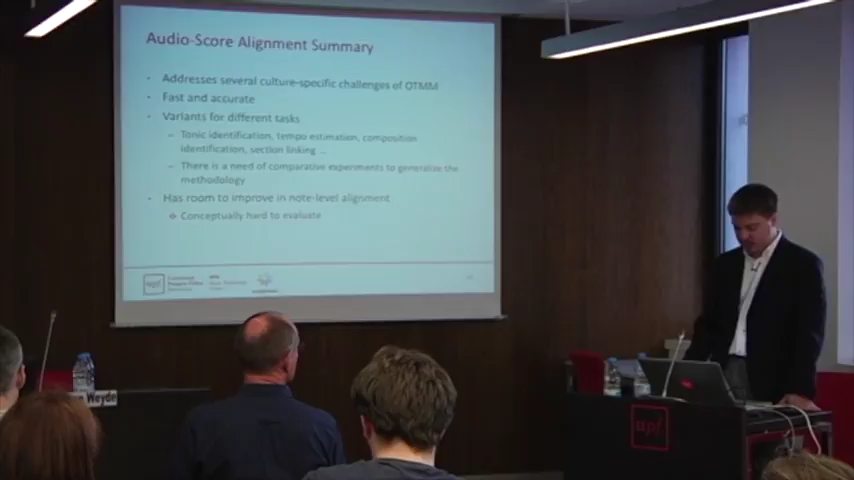 Audio-Score Alignment Summary
Addresses several culture-specific challenges of OTMM
Fast and accurate
Variants for different tasks
Tonic identification, tempo estimation, composition
identification, section linking ...
There is a need of comparative experiments to generalize the
methodology
Has room to improve in note-level alignment
Conceptually hard to evaluate
upf.
Weyde
upf.